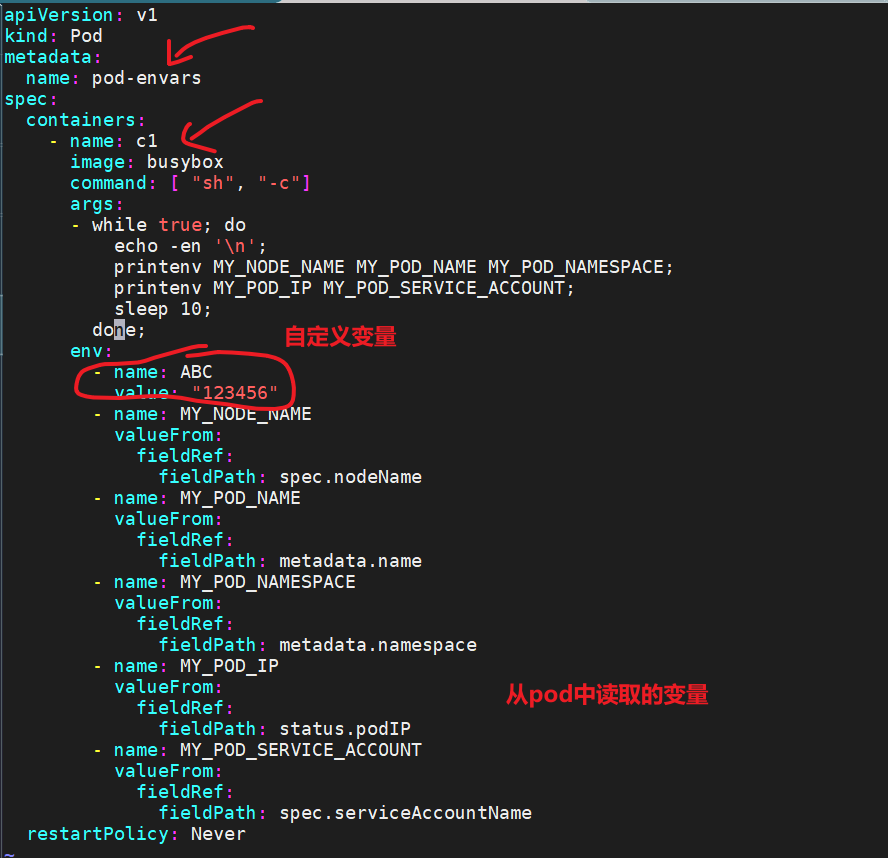 apiVersion: v1
kind: Pod
metadata:
  name: pod-envars
spec:
  containers:
    - name: c1
      image: busybox
      command: [ "sh", "-c"]
      args:
      - while true; do
          echo -en '\n';
          printenv MY_NODE_NAME MY_POD_NAME MY_POD_NAMESPACE;
          printenv MY_POD_IP MY_POD_SERVICE_ACCOUNT;
          sleep 10;
        done;
自定义变量
      env:
        - name: ABC
          value: "123456"
        - name: MY_NODE_NAME
          valueFrom:
            fieldRef:
              fieldPath: spec.nodeName
        - name: MY_POD_NAME
          valueFrom:
            fieldRef:
              fieldPath: metadata.name
        - name: MY_POD_NAMESPACE
          valueFrom:
            fieldRef:
              fieldPath: metadata.namespace
        - name: MY_POD_IP
          valueFrom:
从pod中读取的变量
            fieldRef:
              fieldPath: status.podIP
        - name: MY_POD_SERVICE_ACCOUNT
          valueFrom:
            fieldRef:
              fieldPath: spec.serviceAccountName
  restartPolicy: Never
~